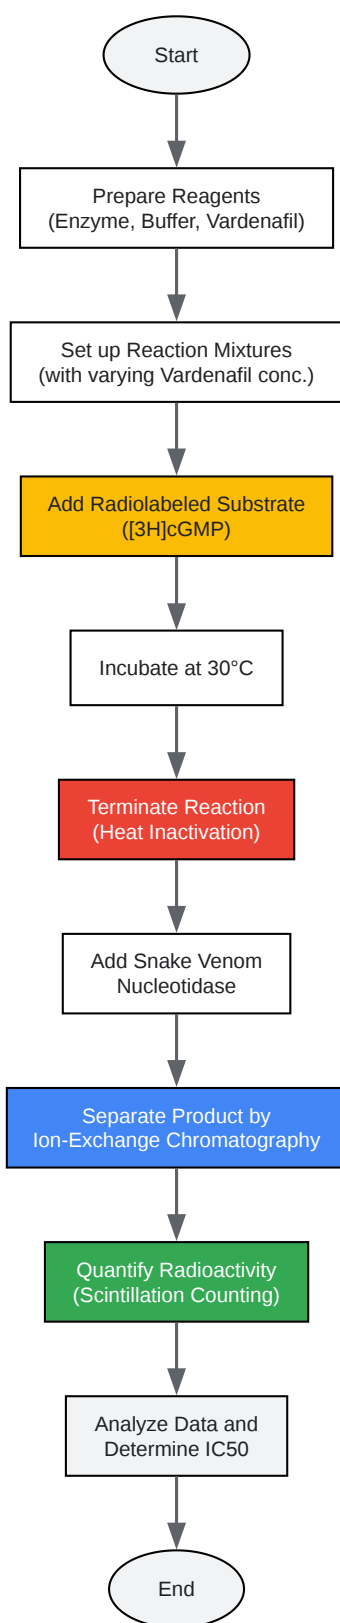 Start
Prepare Reagents
(Enzyme, Buffer, Vardenafil)
Set up Reaction Mixtures
(with varying Vardenafil conc.)
Add Radiolabeled Substrate
([3H]cGMP)
Incubate at 30°C
Terminate Reaction
(Heat Inactivation)
Add Snake Venom
Nucleotidase
Separate Product by
Ion-Exchange Chromatography
Quantify Radioactivity
(Scintillation Counting)
Analyze Data and
Determine IC50
End